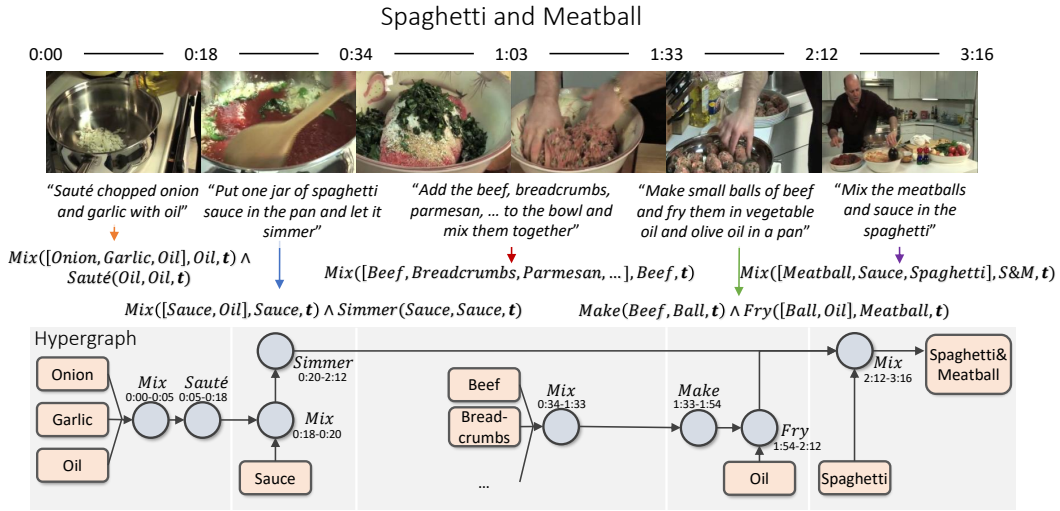 Spaghetti and Meatball
0:00 0:18 0:34 1:03 1:33 2:12 3:16
“Sauté chopped onion
and garlic with oil”
“Put one jar of spaghetti
sauce in the pan and let it
simmer”
“Add the beef, breadcrumbs,
parmesan, … to the bowl and
mix them together”
“Make small balls of beef
and fry them in vegetable
oil and olive oil in a pan”
“Mix the meatballs
and sauce in the
spaghetti”
Mix([Onion, Garlic, Oil], Oil, t) ∧
Sauté(Oil, Oil, t)
Mix([Beef, Breadcrumbs, Parmesan, …], Beef, t)
Mix([Meatball, Sauce, Spaghetti], S&M, t)
Mix([Sauce, Oil], Sauce, t) ∧ Simmer(Sauce, Sauce, t)
Make(Beef, Ball, t) ∧ Fry([Ball, Oil], Meatball, t)
Hypergraph
Onion
Garlic
Oil
Mix
0:00-0:05
Sauté
0:05-0:18
Simmer
0:20-2:12
Mix
0:18-0:20
Sauce
Beef
Bread-
crumbs
...
Mix
0:34-1:33
Make
1:33-1:54
Fry
1:54-2:12
Oil
Mix
2:12-3:16
Spaghetti
Spaghetti&
Meatball